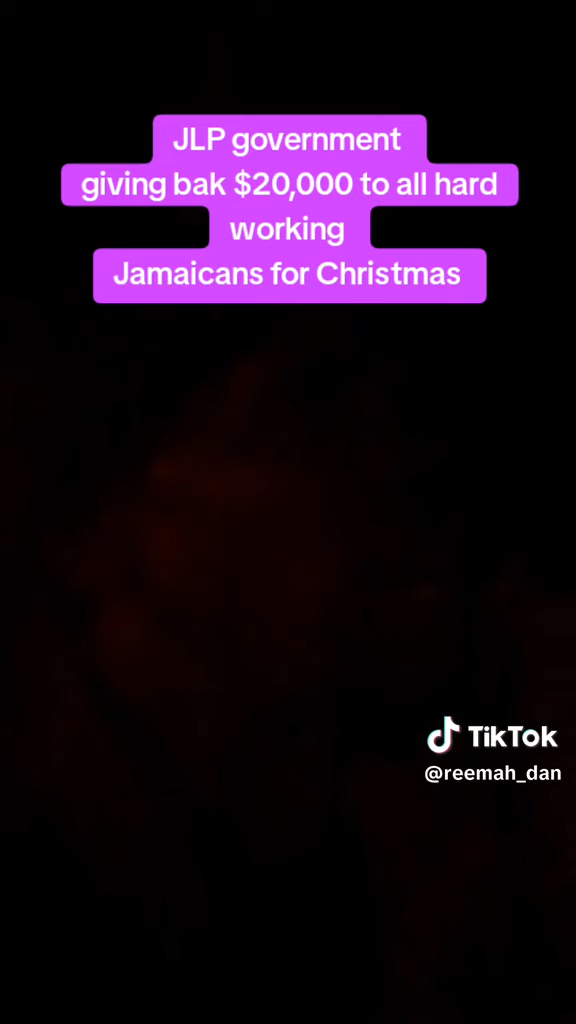 JLP government
giving bak $20,000 to all hard
working
Jamaicans for Christmas
TikTok
@reemah_dan